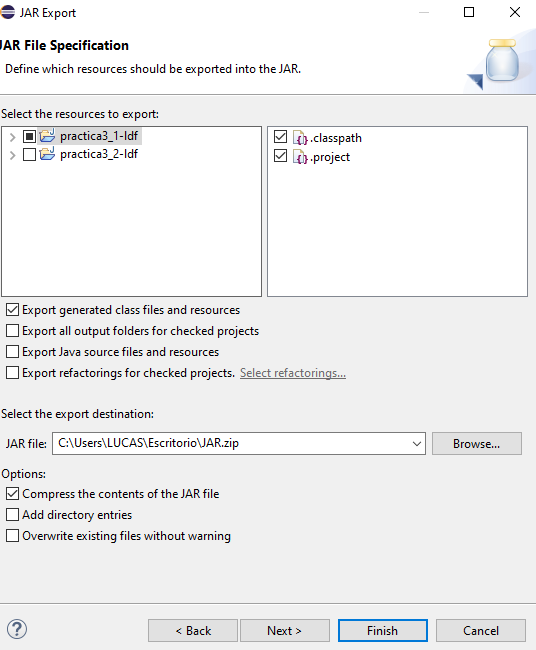 JAR Export
JAR File Specification
Define which resources should be exported into the JAR.
Select the resources to export:
practica3_1-ldf
practica3_2-ldf
.classpath
.project
Export generated class files and resources
Export all output folders for checked projects
Export Java source files and resources
Export refactorings for checked projects. Select refactorings...
Select the export destination:
JAR file: C:\Users\LUCAS\Escritorio\JAR.zip Browse...
Options:
Compress the contents of the JAR file
Add directory entries
Overwrite existing files without warning
? < Back Next > Finish Cancel